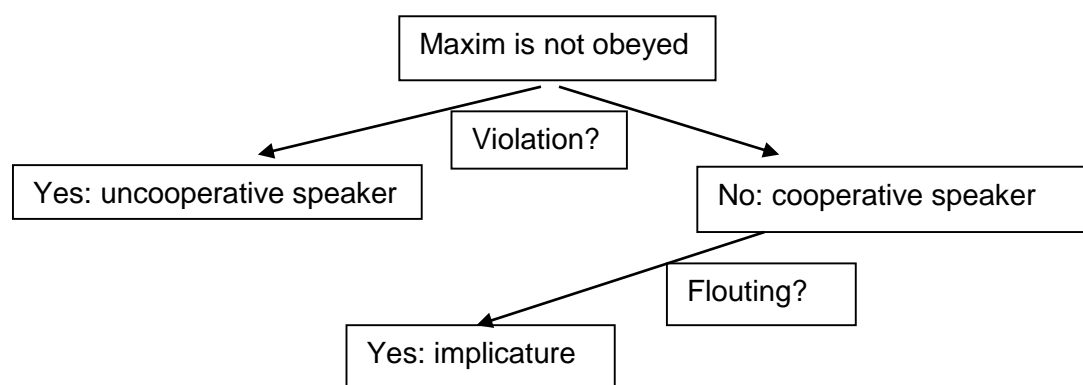 Maxim is not obeyed
Violation?
Yes: uncooperative speaker
No: cooperative speaker
Flouting?
Yes: implicature